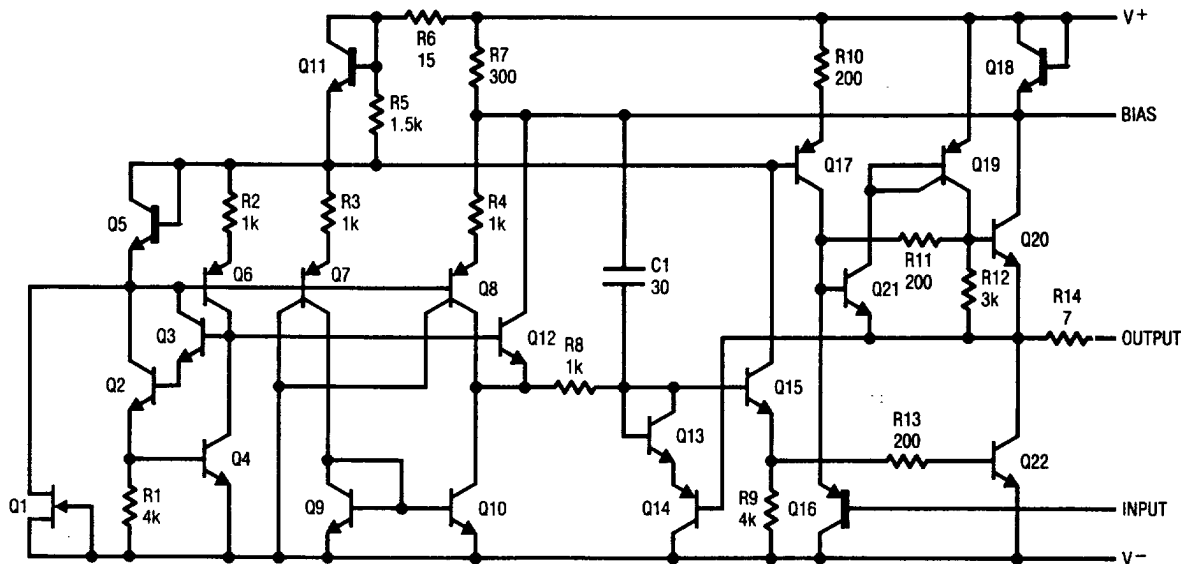 V+
R6
15
R7
300
R10
200
Q11
Q18
R5
1.5k
BIAS
Q17
Q19
R2
1k
R3
1k
R4
1k
Q5
Q6
Q7
Q8
C1
30
R11
200
Q20
Q21
R12
3k
R14
7
Q3
Q12
OUTPUT
R8
1k
Q2
Q15
Q13
R13
200
Q4
Q22
Q1
R1
4k
Q9
Q10
Q14
R9
4k
Q16
INPUT
V−